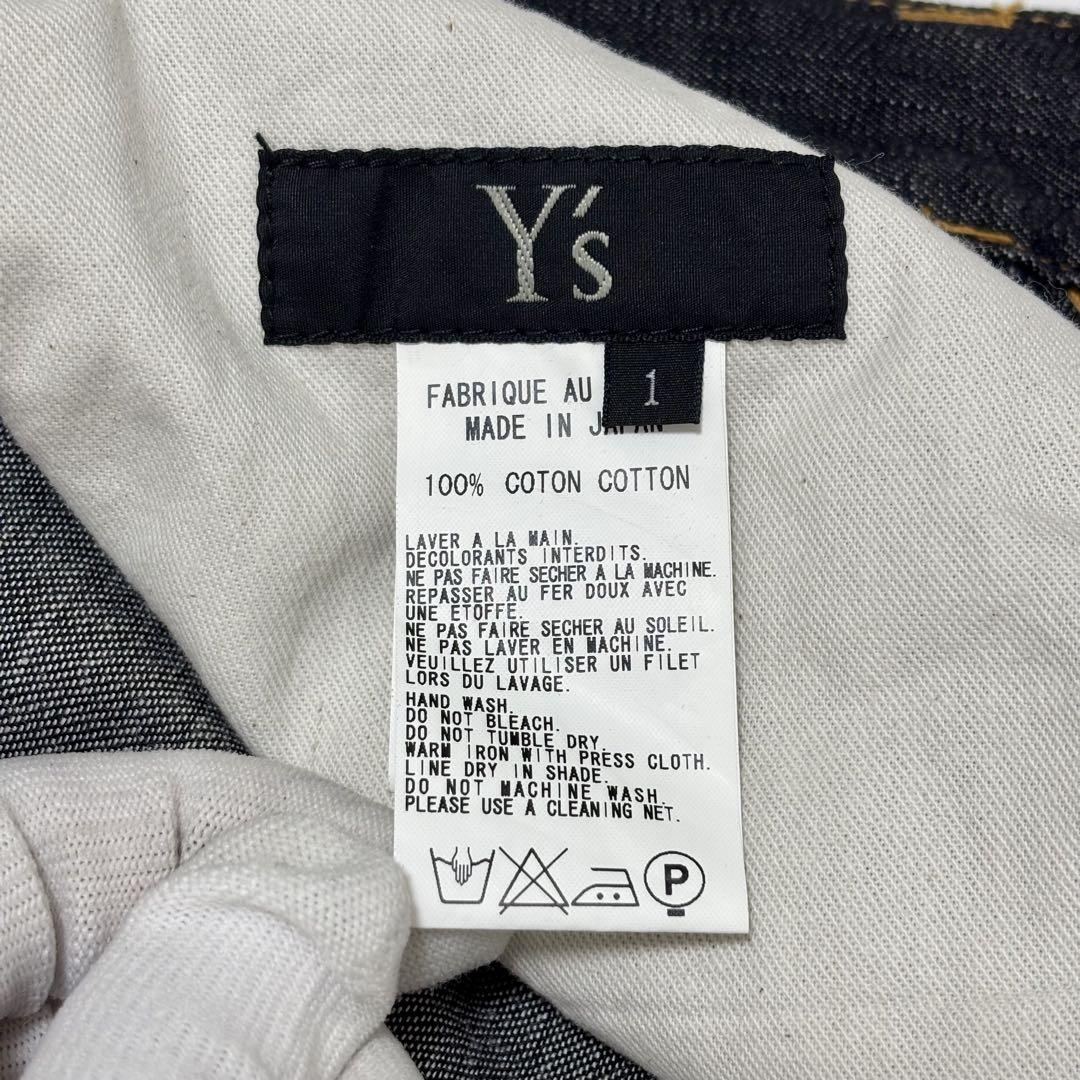 Y's
1
FABRIQUE AU
MADE IN JAPAN
100% COTON COTTON
LAVER A LA MAIN.
DECOLORANTS INTERDITS.
NE PAS FAIRE SECHER A LA MACHINE.
REPASSER AU FER DOUX AVEC
UNE ETOFFE.
NE PAS FAIRE SECHER AU SOLEIL.
NE PAS LAVER EN MACHINE.
VEUILLEZ UTILISER UN FILET
LORS DU LAVAGE.
HAND WASH.
DO NOT BLEACH.
DO NOT TUMBLE DRY.
WARM IRON WITH PRESS CLOTH.
LINE DRY IN SHADE.
DO NOT MACHINE WASH.
PLEASE USE A CLEANING NET.
P